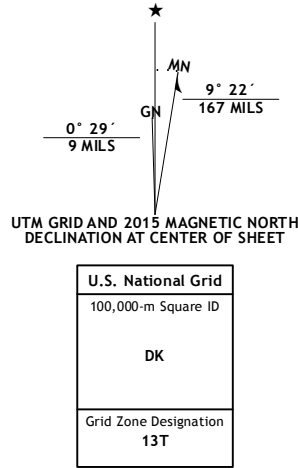 MN
GN
9° 22´
167 MILS
0° 29´
9 MILS
UTM GRID AND 2015 MAGNETIC NORTH
DECLINATION AT CENTER OF SHEET
U.S. National Grid
100,000-m Square ID
DK
Grid Zone Designation
13T